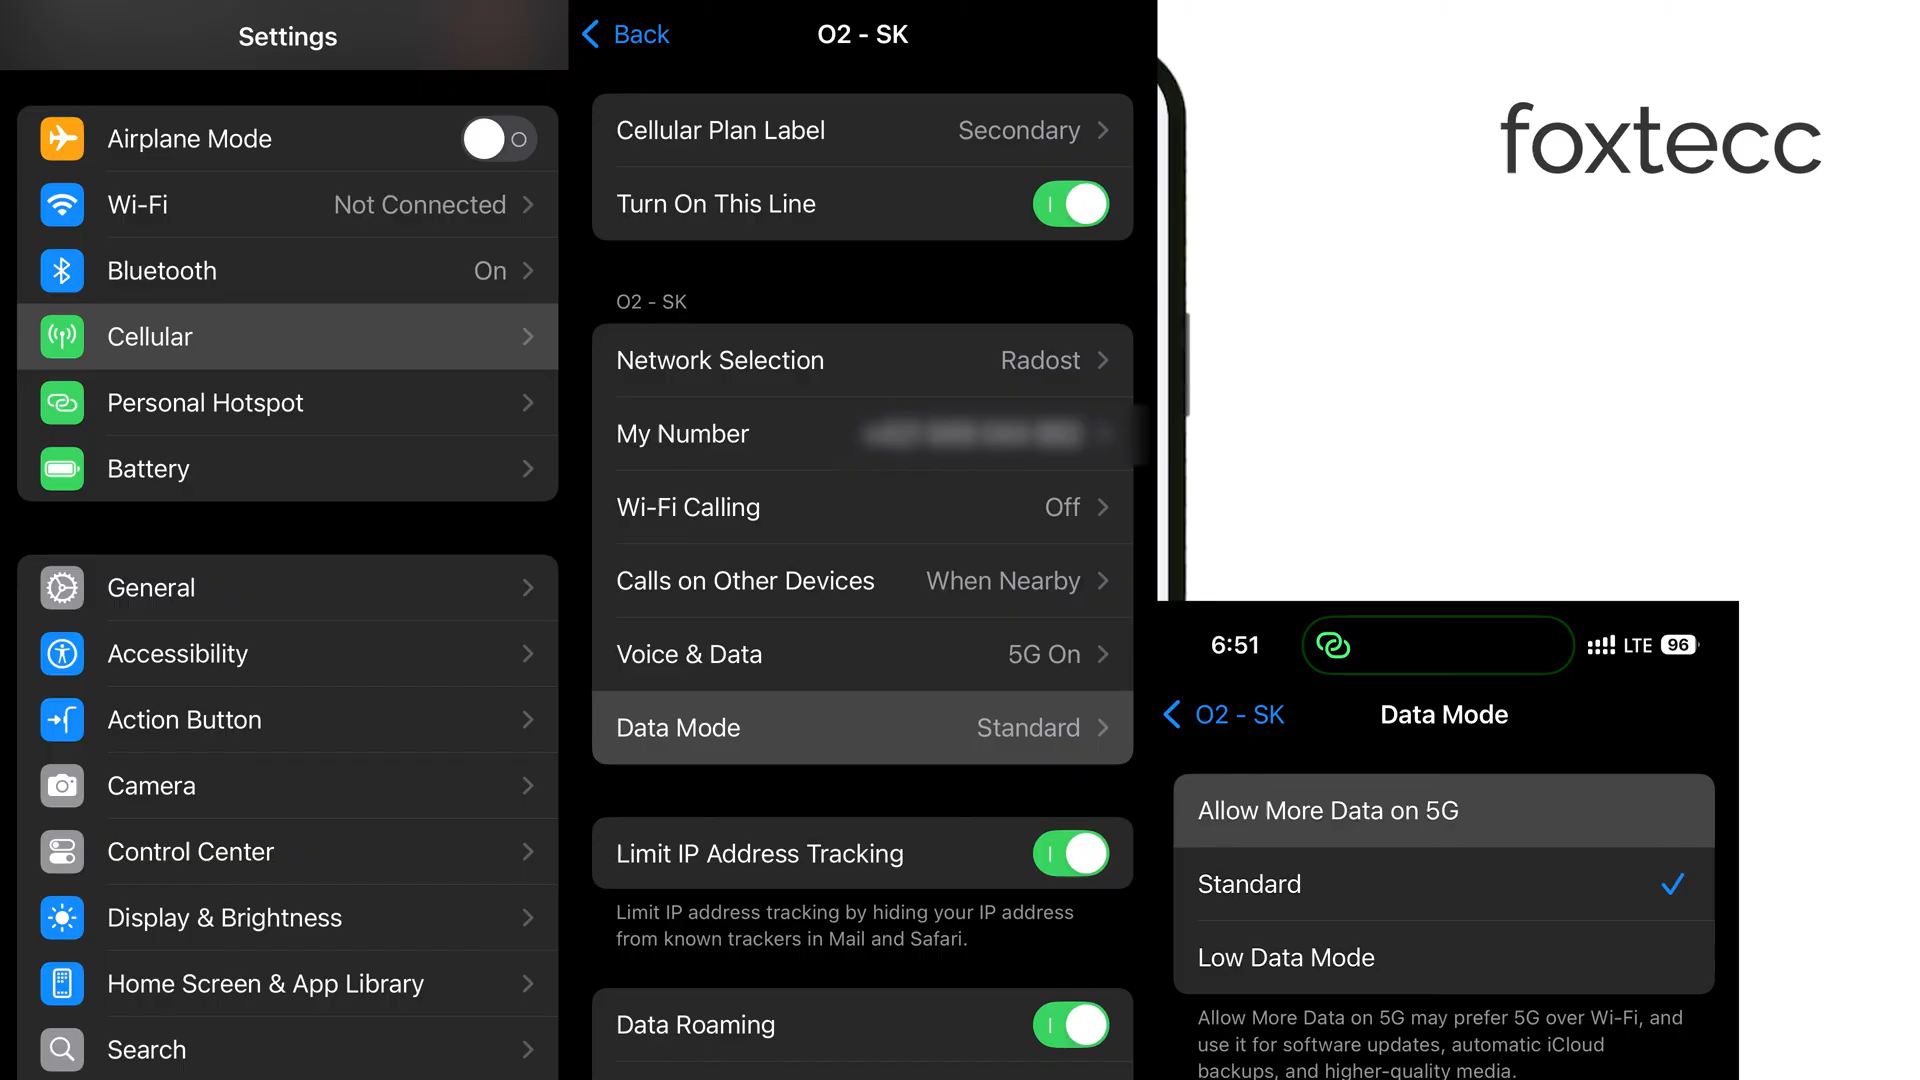 Settings
Airplane Mode
Wi-Fi Not Connected
Bluetooth On
Cellular
Personal Hotspot
Battery
General
Accessibility
Action Button
Camera
Control Center
Display & Brightness
Home Screen & App Library
Search
Back O2 - SK
Cellular Plan Label Secondary
Turn On This Line
O2 - SK
Network Selection Radost
My Number
Wi-Fi Calling Off
Calls on Other Devices When Nearby
Voice & Data 5G On
Data Mode Standard
Limit IP Address Tracking
Limit IP address tracking by hiding your IP address
from known trackers in Mail and Safari.
Data Roaming
foxtecc
6:51 LTE 96
O2 - SK Data Mode
Allow More Data on 5G
Standard
Low Data Mode
Allow More Data on 5G may prefer 5G over Wi-Fi, and
use it for software updates, automatic iCloud
backups, and higher-quality media.